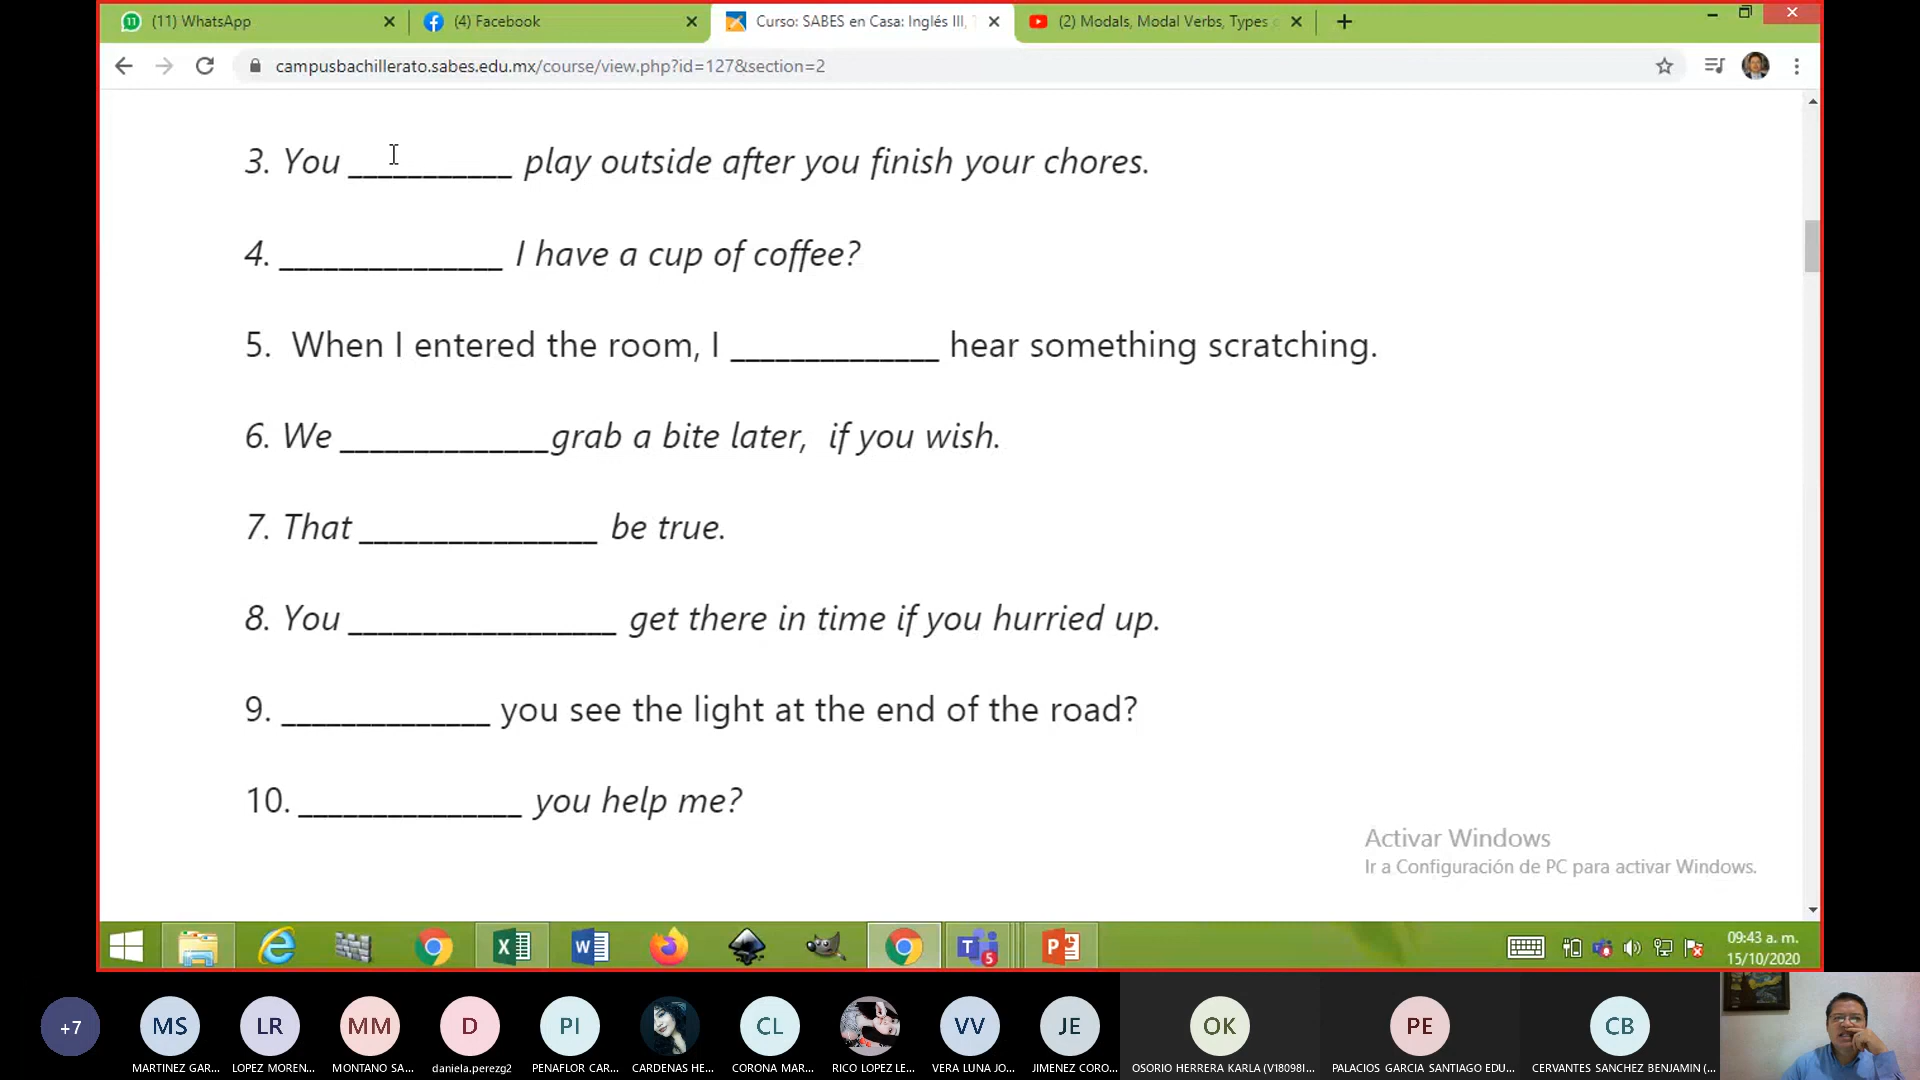 (11) WhatsApp
(4) Facebook
Curso: SABES en Casa: Inglés III,
(2) Modals, Modal Verbs, Types
campusbachillerato.sabes.edu.mx/course/view.php?id=127&section=2
3. You ___________ play outside after you finish your chores.
4. _______________ I have a cup of coffee?
5. When I entered the room, I ______________ hear something scratching.
6. We ______________grab a bite later, if you wish.
7. That ________________ be true.
8. You __________________ get there in time if you hurried up.
9. ______________ you see the light at the end of the road?
10. _______________ you help me?
Activar Windows
Ir a Configuración de PC para activar Windows.
09:43 a. m.
15/10/2020
5
+7
MS
LR
MM
D
PI
CL
VV
JE
OK
PE
CB
MARTINEZ GAR...
LOPEZ MOREN...
MONTANO SA...
daniela.perezg2
PENAFLOR CAR...
CARDENAS HE...
CORONA MAR...
RICO LOPEZ LE...
VERA LUNA JO...
JIMENEZ CORO...
OSORIO HERRERA KARLA (V18098I...
PALACIOS GARCIA SANTIAGO EDU...
CERVANTES SANCHEZ BENJAMIN (...